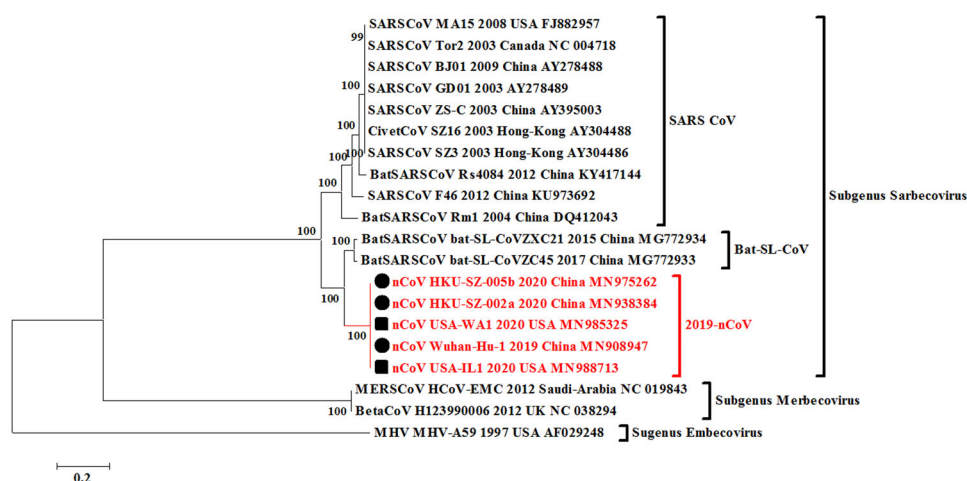 SARSCoV MA15 2008 USA FJ882957
99
SARSCoV Tor2 2003 Canada NC 004718
SARSCoV BJ01 2009 China AY278488
100
SARSCoV GD01 2003 AY278489
SARSCoV ZS-C 2003 China AY395003
SARS CoV
100
CivetCoV SZ16 2003 Hong-Kong AY304488
100
SARSCoV SZ3 2003 Hong-Kong AY304486
BatSARSCoV Rs4084 2012 China KY417144
100
SARSCoV F46 2012 China KU973692
Subgenus Sarbecovirus
BatSARSCoV Rm1 2004 China DQ412043
100
100
BatSARSCoV bat-SL-CoVZXC21 2015 China MG772934
Bat-SL-CoV
BatSARSCoV bat-SL-CoVZC45 2017 China MG772933
nCoV HKU-SZ-005b 2020 China MN975262
100
nCoV HKU-SZ-002a 2020 China MN938384
nCoV USA-WA1 2020 USA MN985325
2019-nCoV
100
nCoV Wuhan-Hu-1 2019 China MN908947
nCoV USA-IL1 2020 USA MN988713
MERSCoV HCoV-EMC 2012 Saudi-Arabia NC 019843
Subgenus Merbecovirus
100
BetaCoV H123990006 2012 UK NC 038294
MHV MHV-A59 1997 USA AF029248
Sugenus Embecovirus
0.2